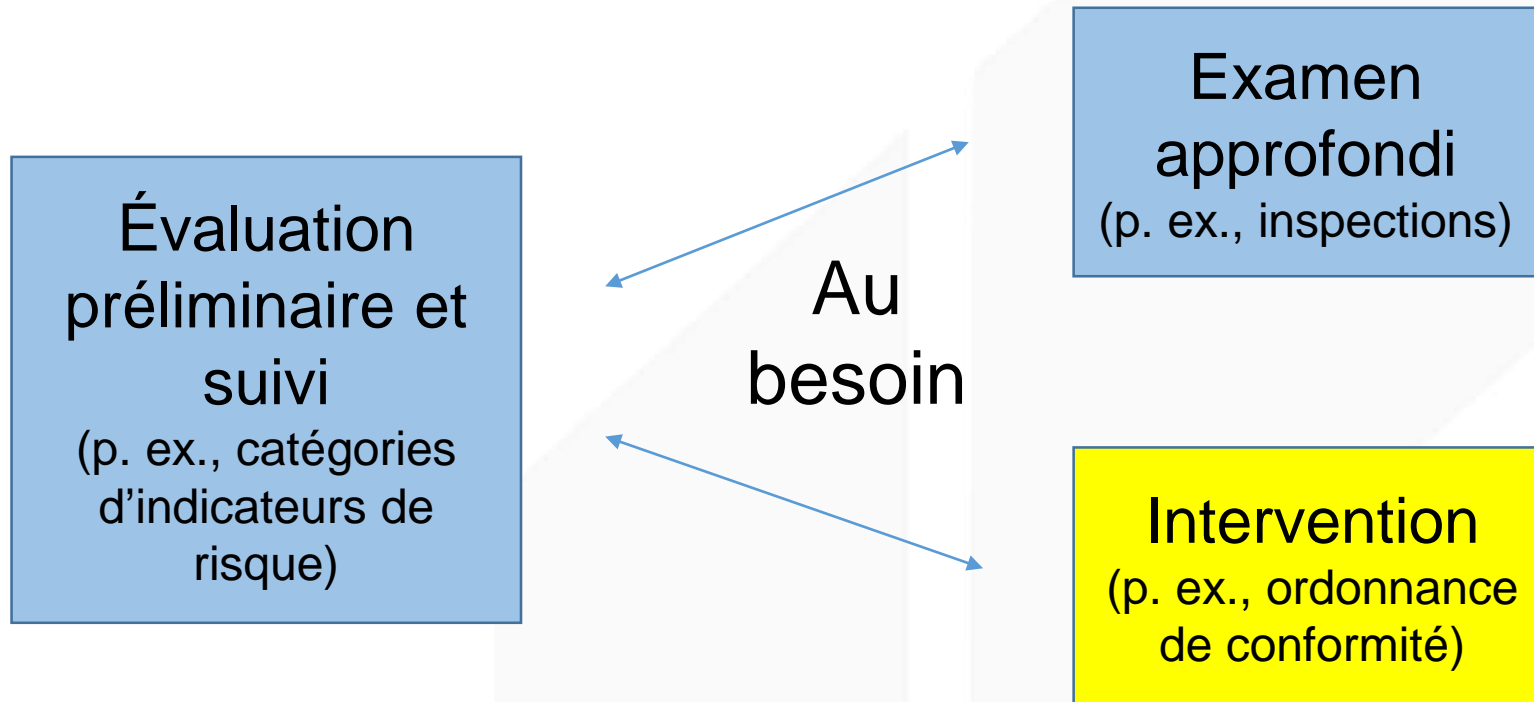 Évaluation
préliminaire et
suivi
(p. ex., catégories
d’indicateurs de
risque)
Au
besoin
Examen
approfondi
(p. ex., inspections)
Intervention
(p. ex., ordonnance
de conformité)